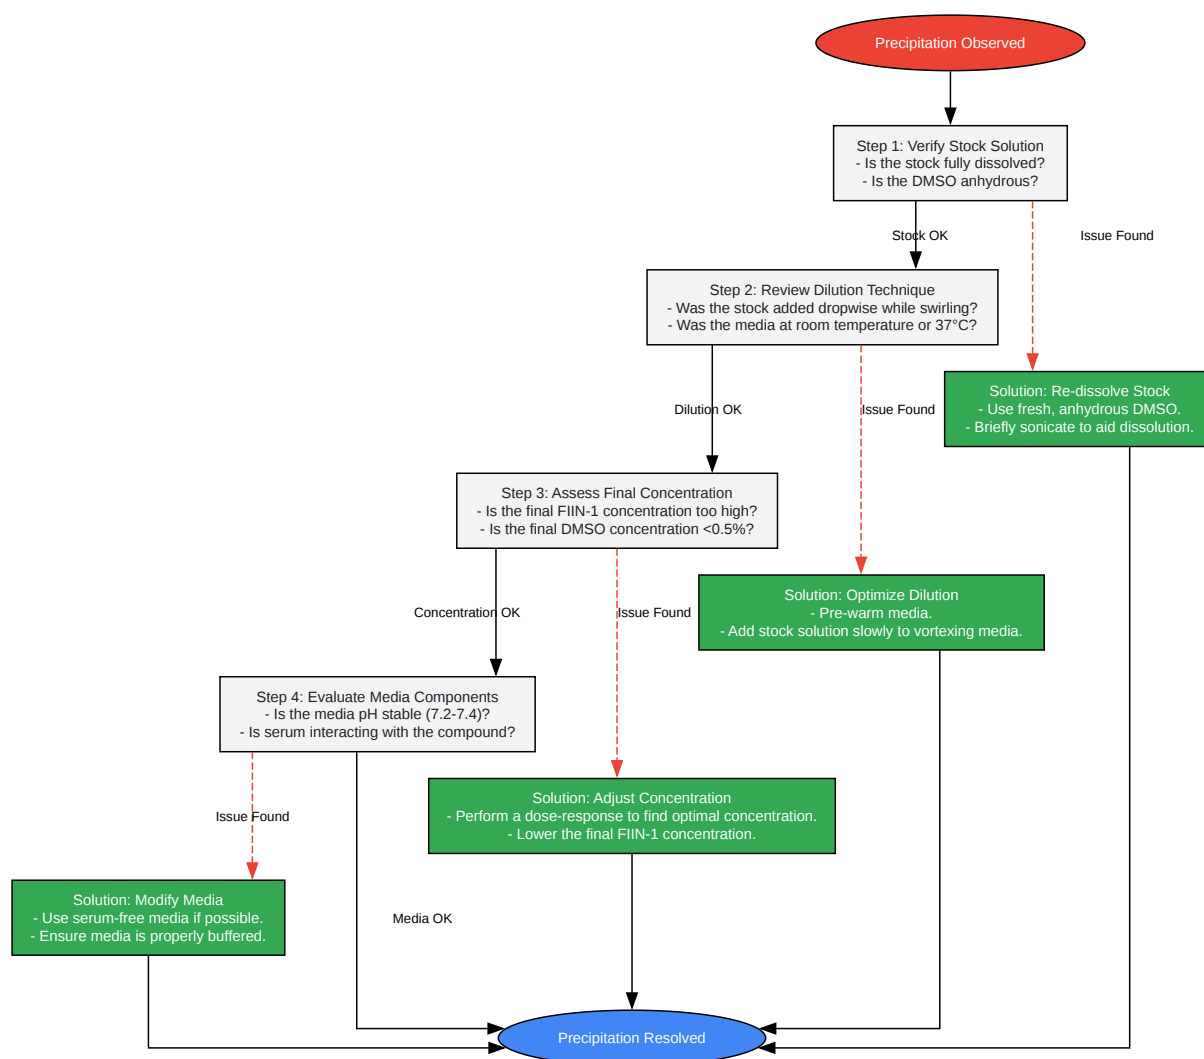 Precipitation Observed
Step 1: Verify Stock Solution
- Is the stock fully dissolved?
- Is the DMSO anhydrous?
Stock OK
Issue Found
Step 2: Review Dilution Technique
- Was the stock added dropwise while swirling?
- Was the media at room temperature or 37°C?
Dilution OK
Issue Found
Solution: Re-dissolve Stock
- Use fresh, anhydrous DMSO.
- Briefly sonicate to aid dissolution.
Step 3: Assess Final Concentration
- Is the final FIIN-1 concentration too high?
- Is the final DMSO concentration <0.5%?
Concentration OK
Issue Found
Solution: Optimize Dilution
- Pre-warm media.
- Add stock solution slowly to vortexing media.
Step 4: Evaluate Media Components
- Is the media pH stable (7.2-7.4)?
- Is serum interacting with the compound?
Issue Found
Solution: Adjust Concentration
- Perform a dose-response to find optimal concentration.
- Lower the final FIIN-1 concentration.
Solution: Modify Media
- Use serum-free media if possible.
- Ensure media is properly buffered.
Media OK
Precipitation Resolved